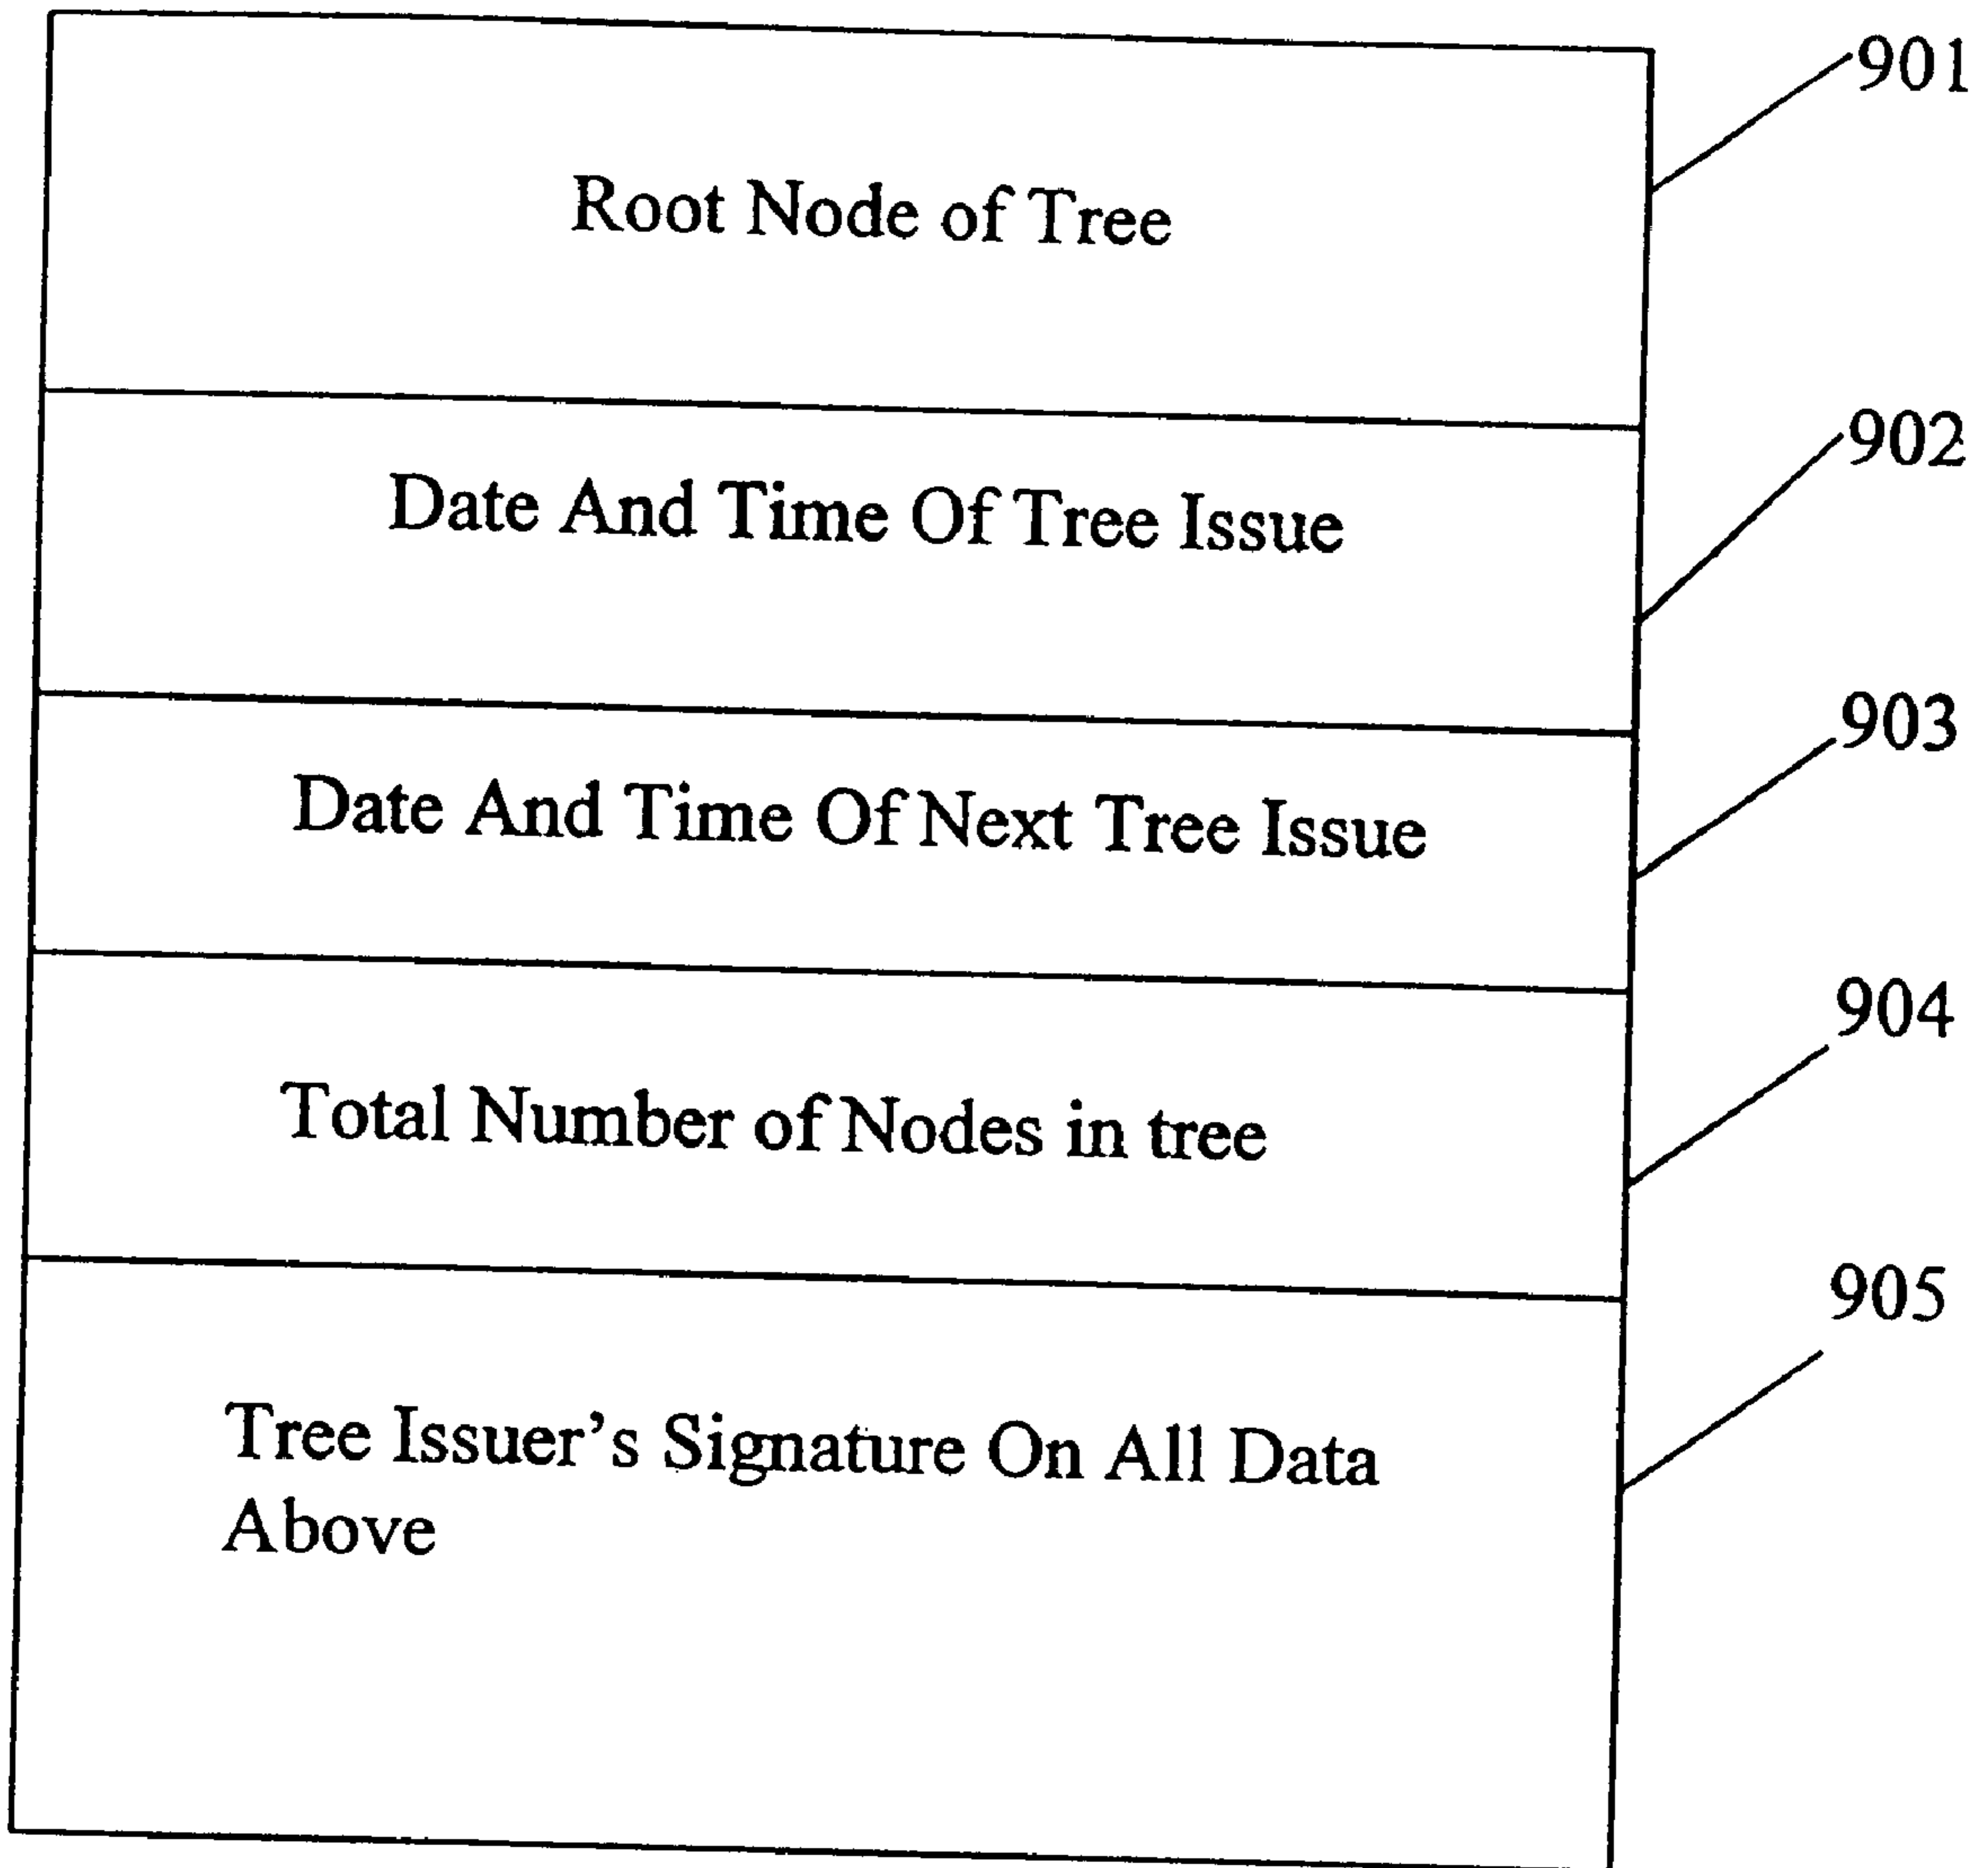 901
Root Node of Tree
902
Date And Time Of Tree Issue
903
Date And Time Of Next Tree Issue
904
Total Number of Nodes in tree
905
Tree Issuer's Signature On All Data
Above